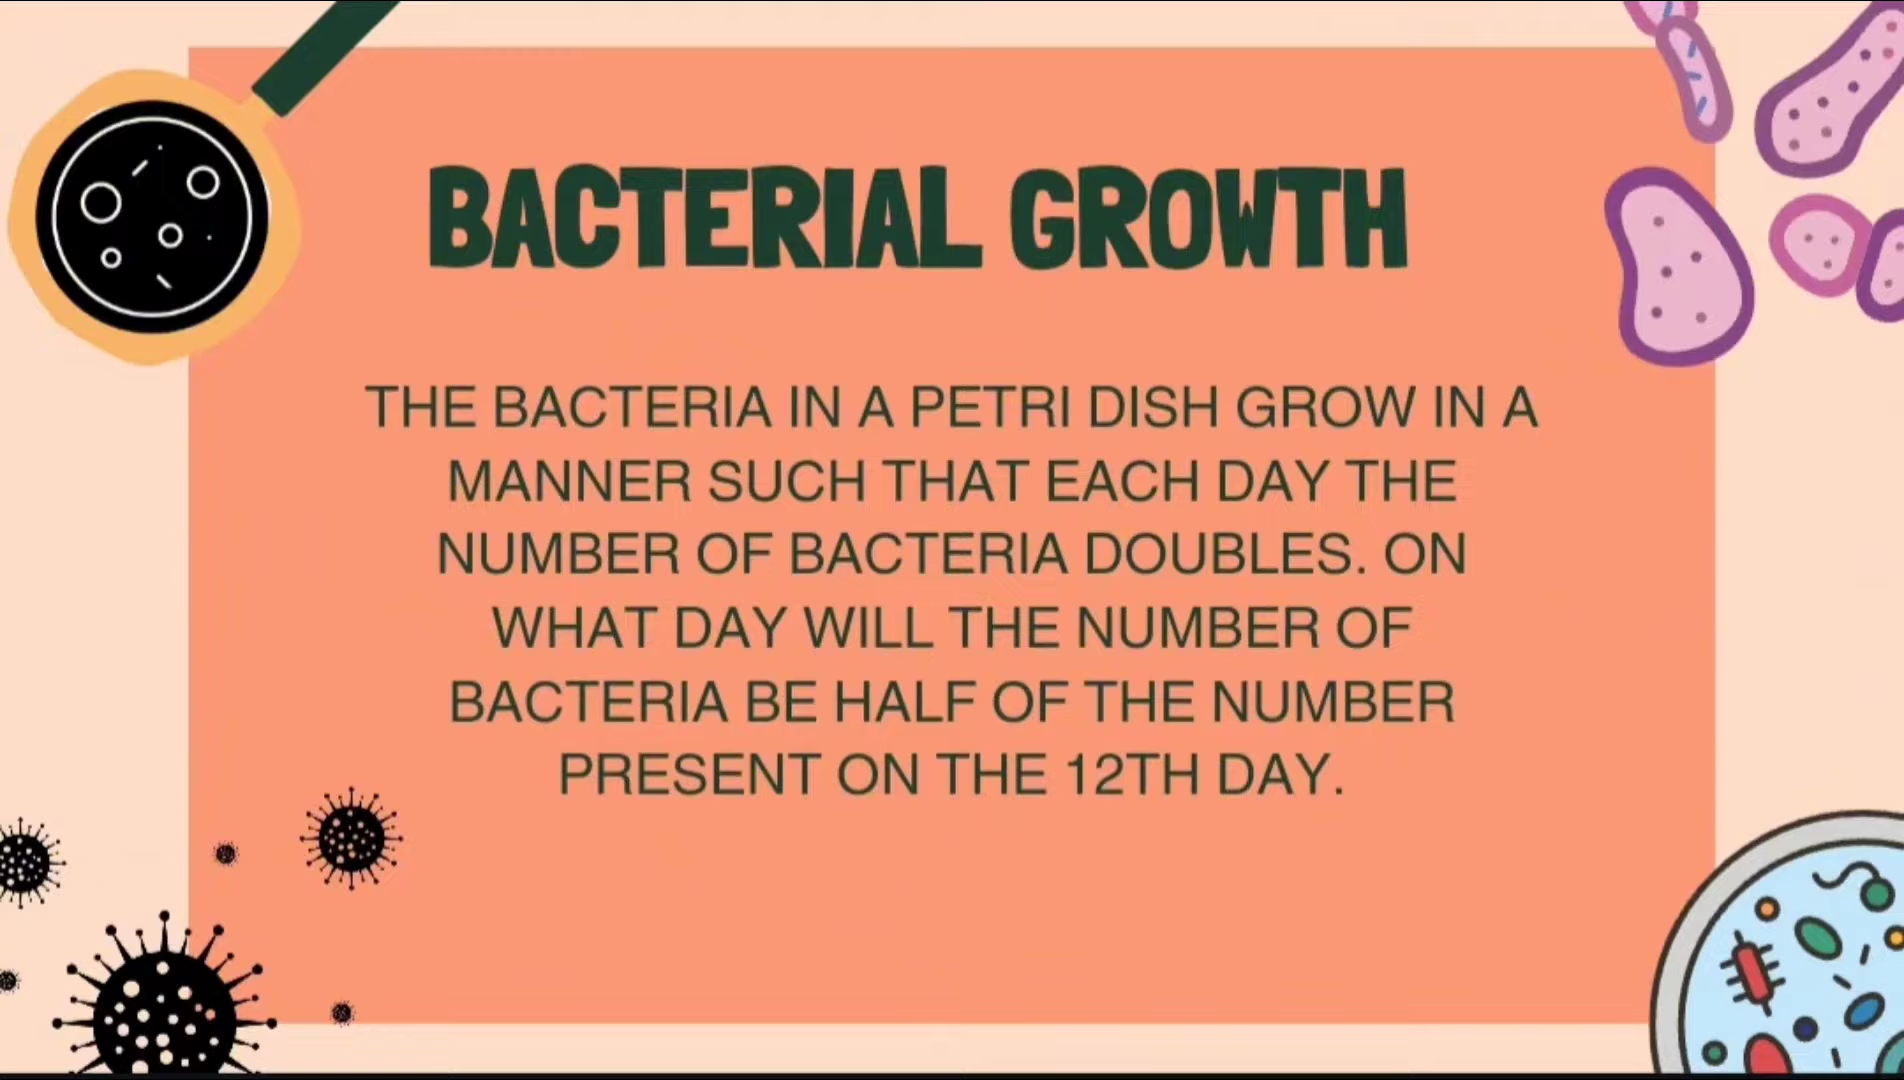 BACTERIAL GROWTH
THE BACTERIA IN A PETRI DISH GROW IN A
MANNER SUCH THAT EACH DAY THE
NUMBER OF BACTERIA DOUBLES. ON
WHAT DAY WILL THE NUMBER OF
BACTERIA BE HALF OF THE NUMBER
PRESENT ON THE 12TH DAY.